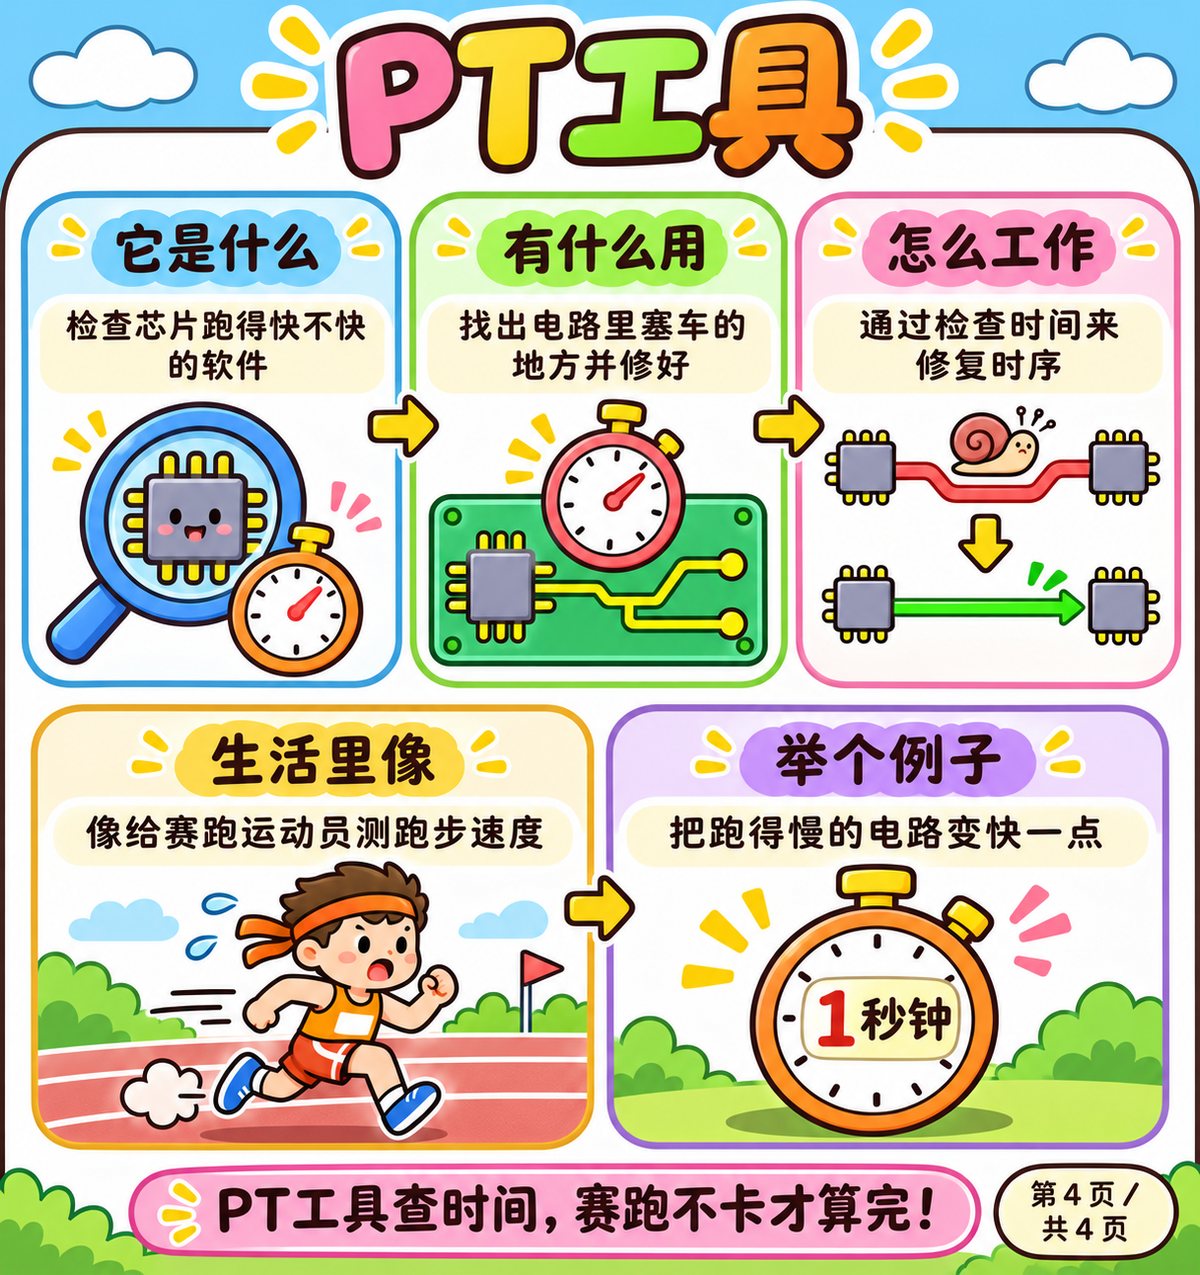 PT工具
它是什么
检查芯片跑得快不快
的软件
有什么用
找出电路里塞车的
地方并修好
怎么工作
通过检查时间来
修复时序
生活里像
像给赛跑运动员测跑步速度
举个例子
把跑得慢的电路变快一点
1秒钟
PT工具查时间,赛跑不卡才算完!
第4页/
共4页